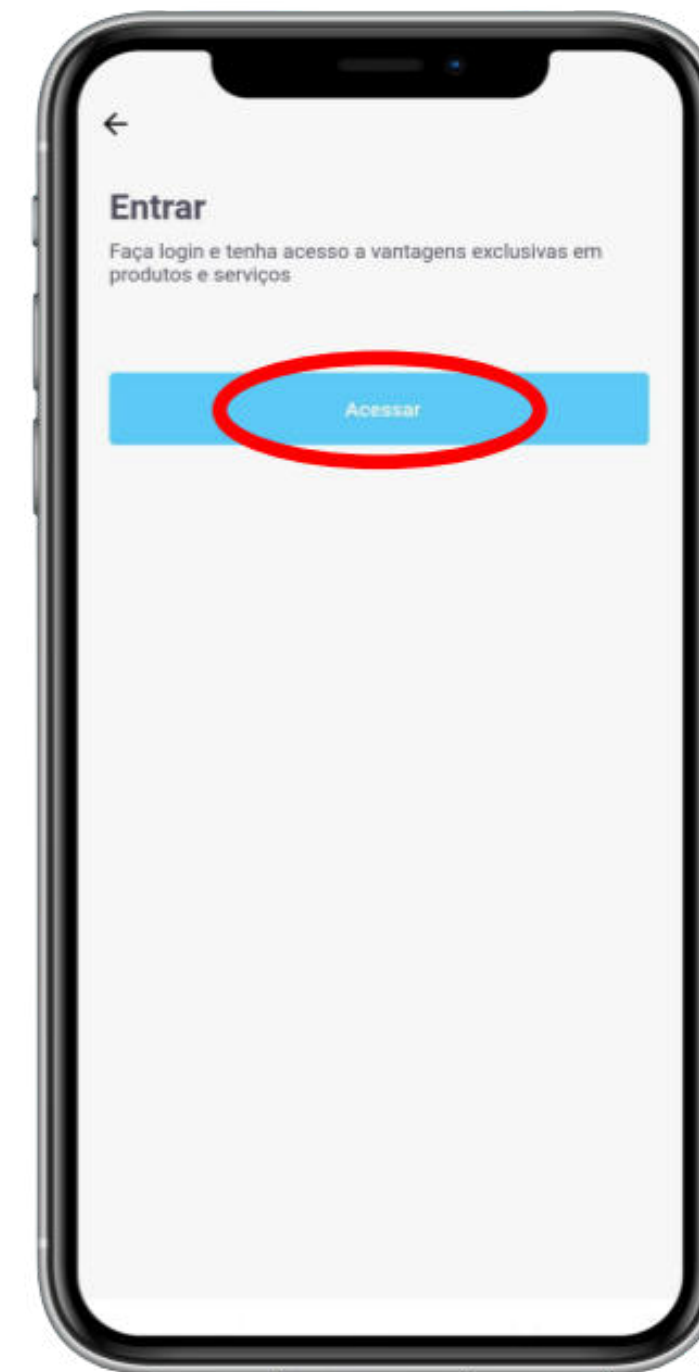 Entrar
Faça login e tenha acesso a vantagens exclusivas em
produtos e serviços
Acessar